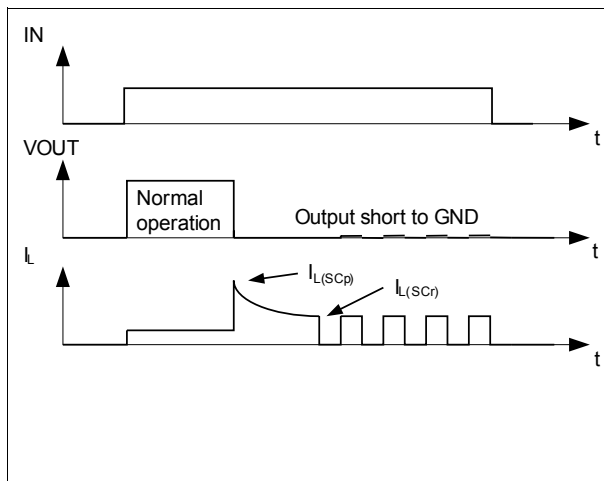 IN
t
VOUT
Normal
operation
Output short to GND
t
IL
IL(SCp)
IL(SCr)
t